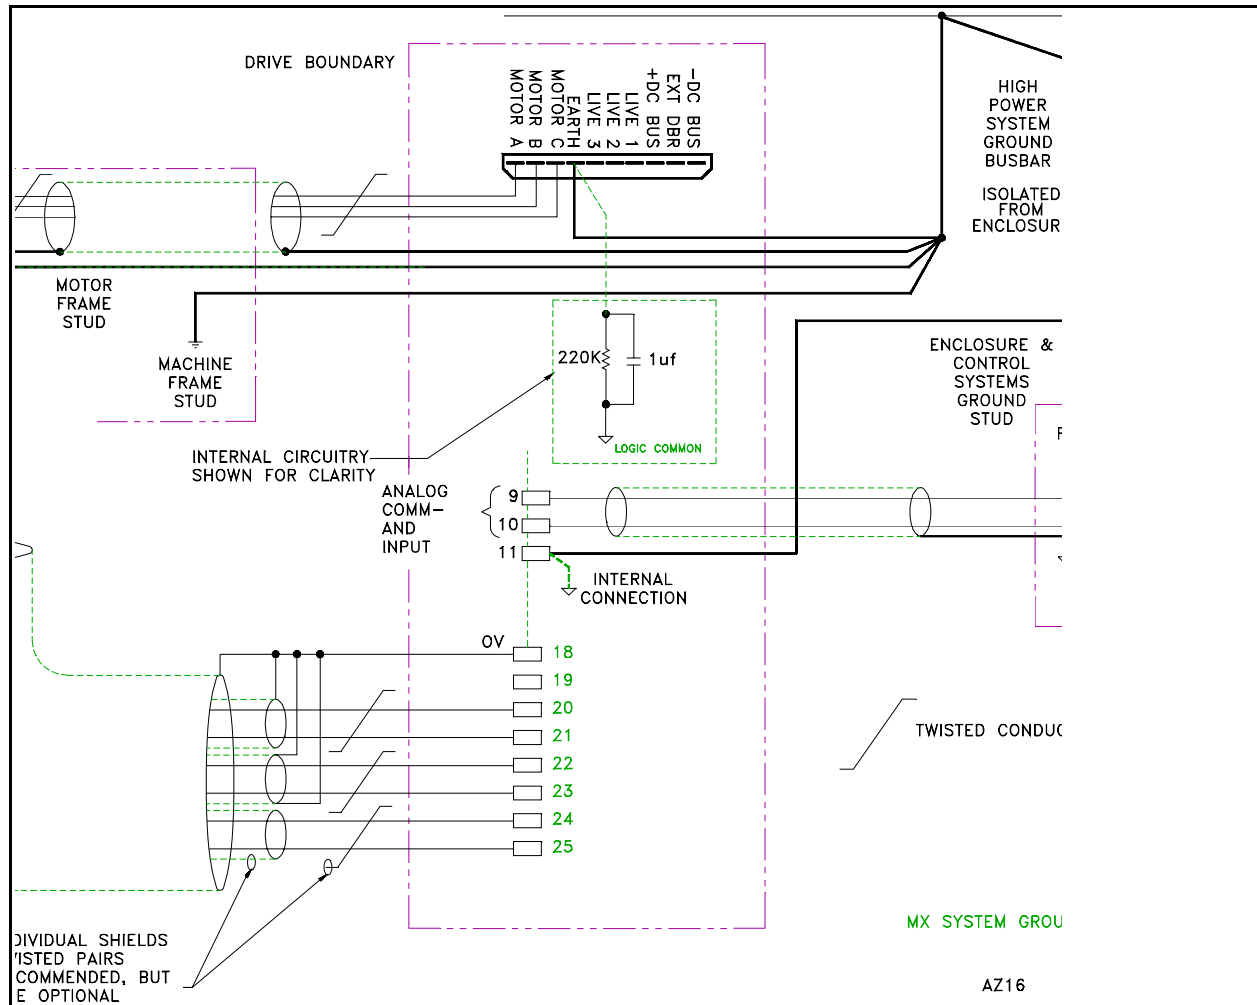 DRIVE BOUNDARY
MOTOR A
MOTOR B
MOTOR C
EARTH
LIVE 3
LIVE 2
LIVE 1
+DC BUS
EXT DBR
-DC BUS
HIGH
POWER
SYSTEM
GROUND
BUSBAR
ISOLATED
FROM
ENCLOSUR
MOTOR
FRAME
STUD
MACHINE
FRAME
STUD
220K
1uf
LOGIC COMMON
ENCLOSURE &
CONTROL
SYSTEMS
GROUND
STUD
INTERNAL CIRCUITRY
SHOWN FOR CLARITY
ANALOG
COMM-
AND
INPUT
9
10
11
INTERNAL
CONNECTION
0V
18
19
20
21
22
23
24
25
TWISTED CONDUC
MX SYSTEM GROU
AZ16
DIVIDUAL SHIELDS
ISTED PAIRS
COMMENDED, BUT
E OPTIONAL